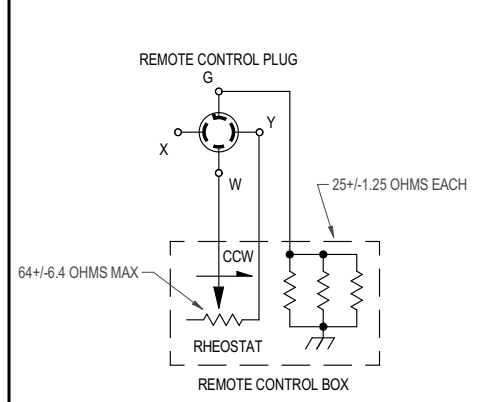 REMOTE CONTROL PLUG
G
X
Y
W
25+/-1.25 OHMS EACH
CCW
64+/-6.4 OHMS MAX
RHEOSTAT
REMOTE CONTROL BOX